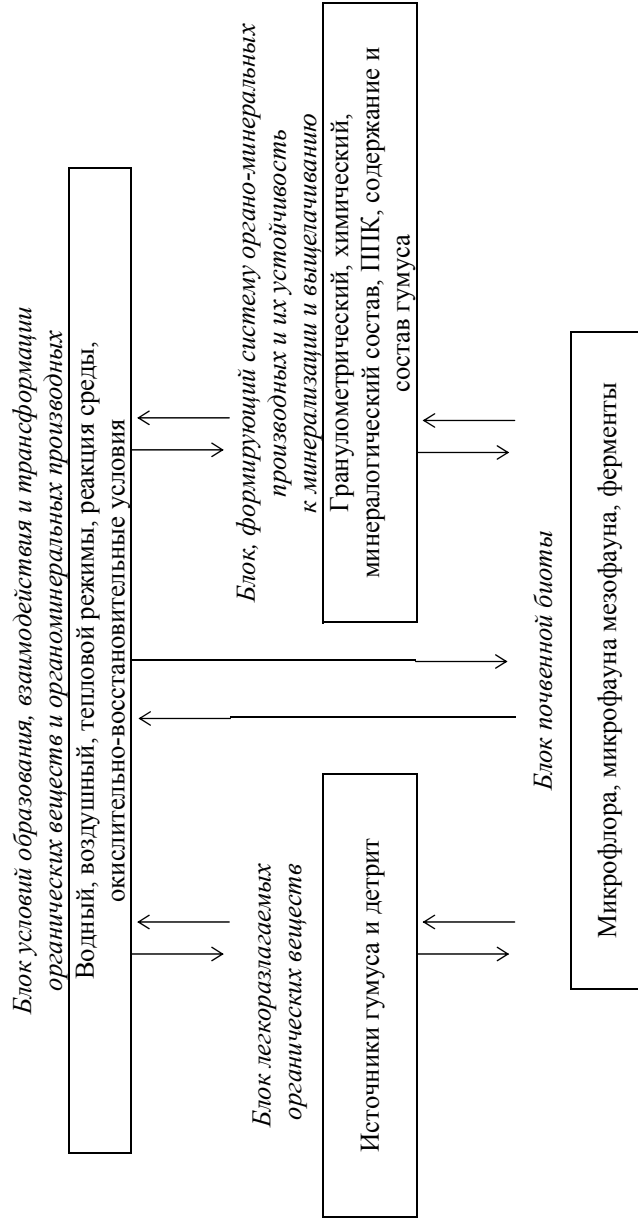 Блок условий образования, взаимодействия и трансформации
органических веществ и органоминеральных производных
Водный, воздушный, тепловой режимы, реакция среды,
окислительно-восстановительные условия
Блок легкоразлагаемых
органических веществ
Источники гумуса и детрит
Блок, формирующий систему органо-минеральных
производных и их устойчивость
к минерализации и выщелачиванию
Гранулометрический, химический,
минералогический состав, ППК, содержание и
состав гумуса
Блок почвенной биоты
Микрофлора, микрофауна мезофауна, ферменты